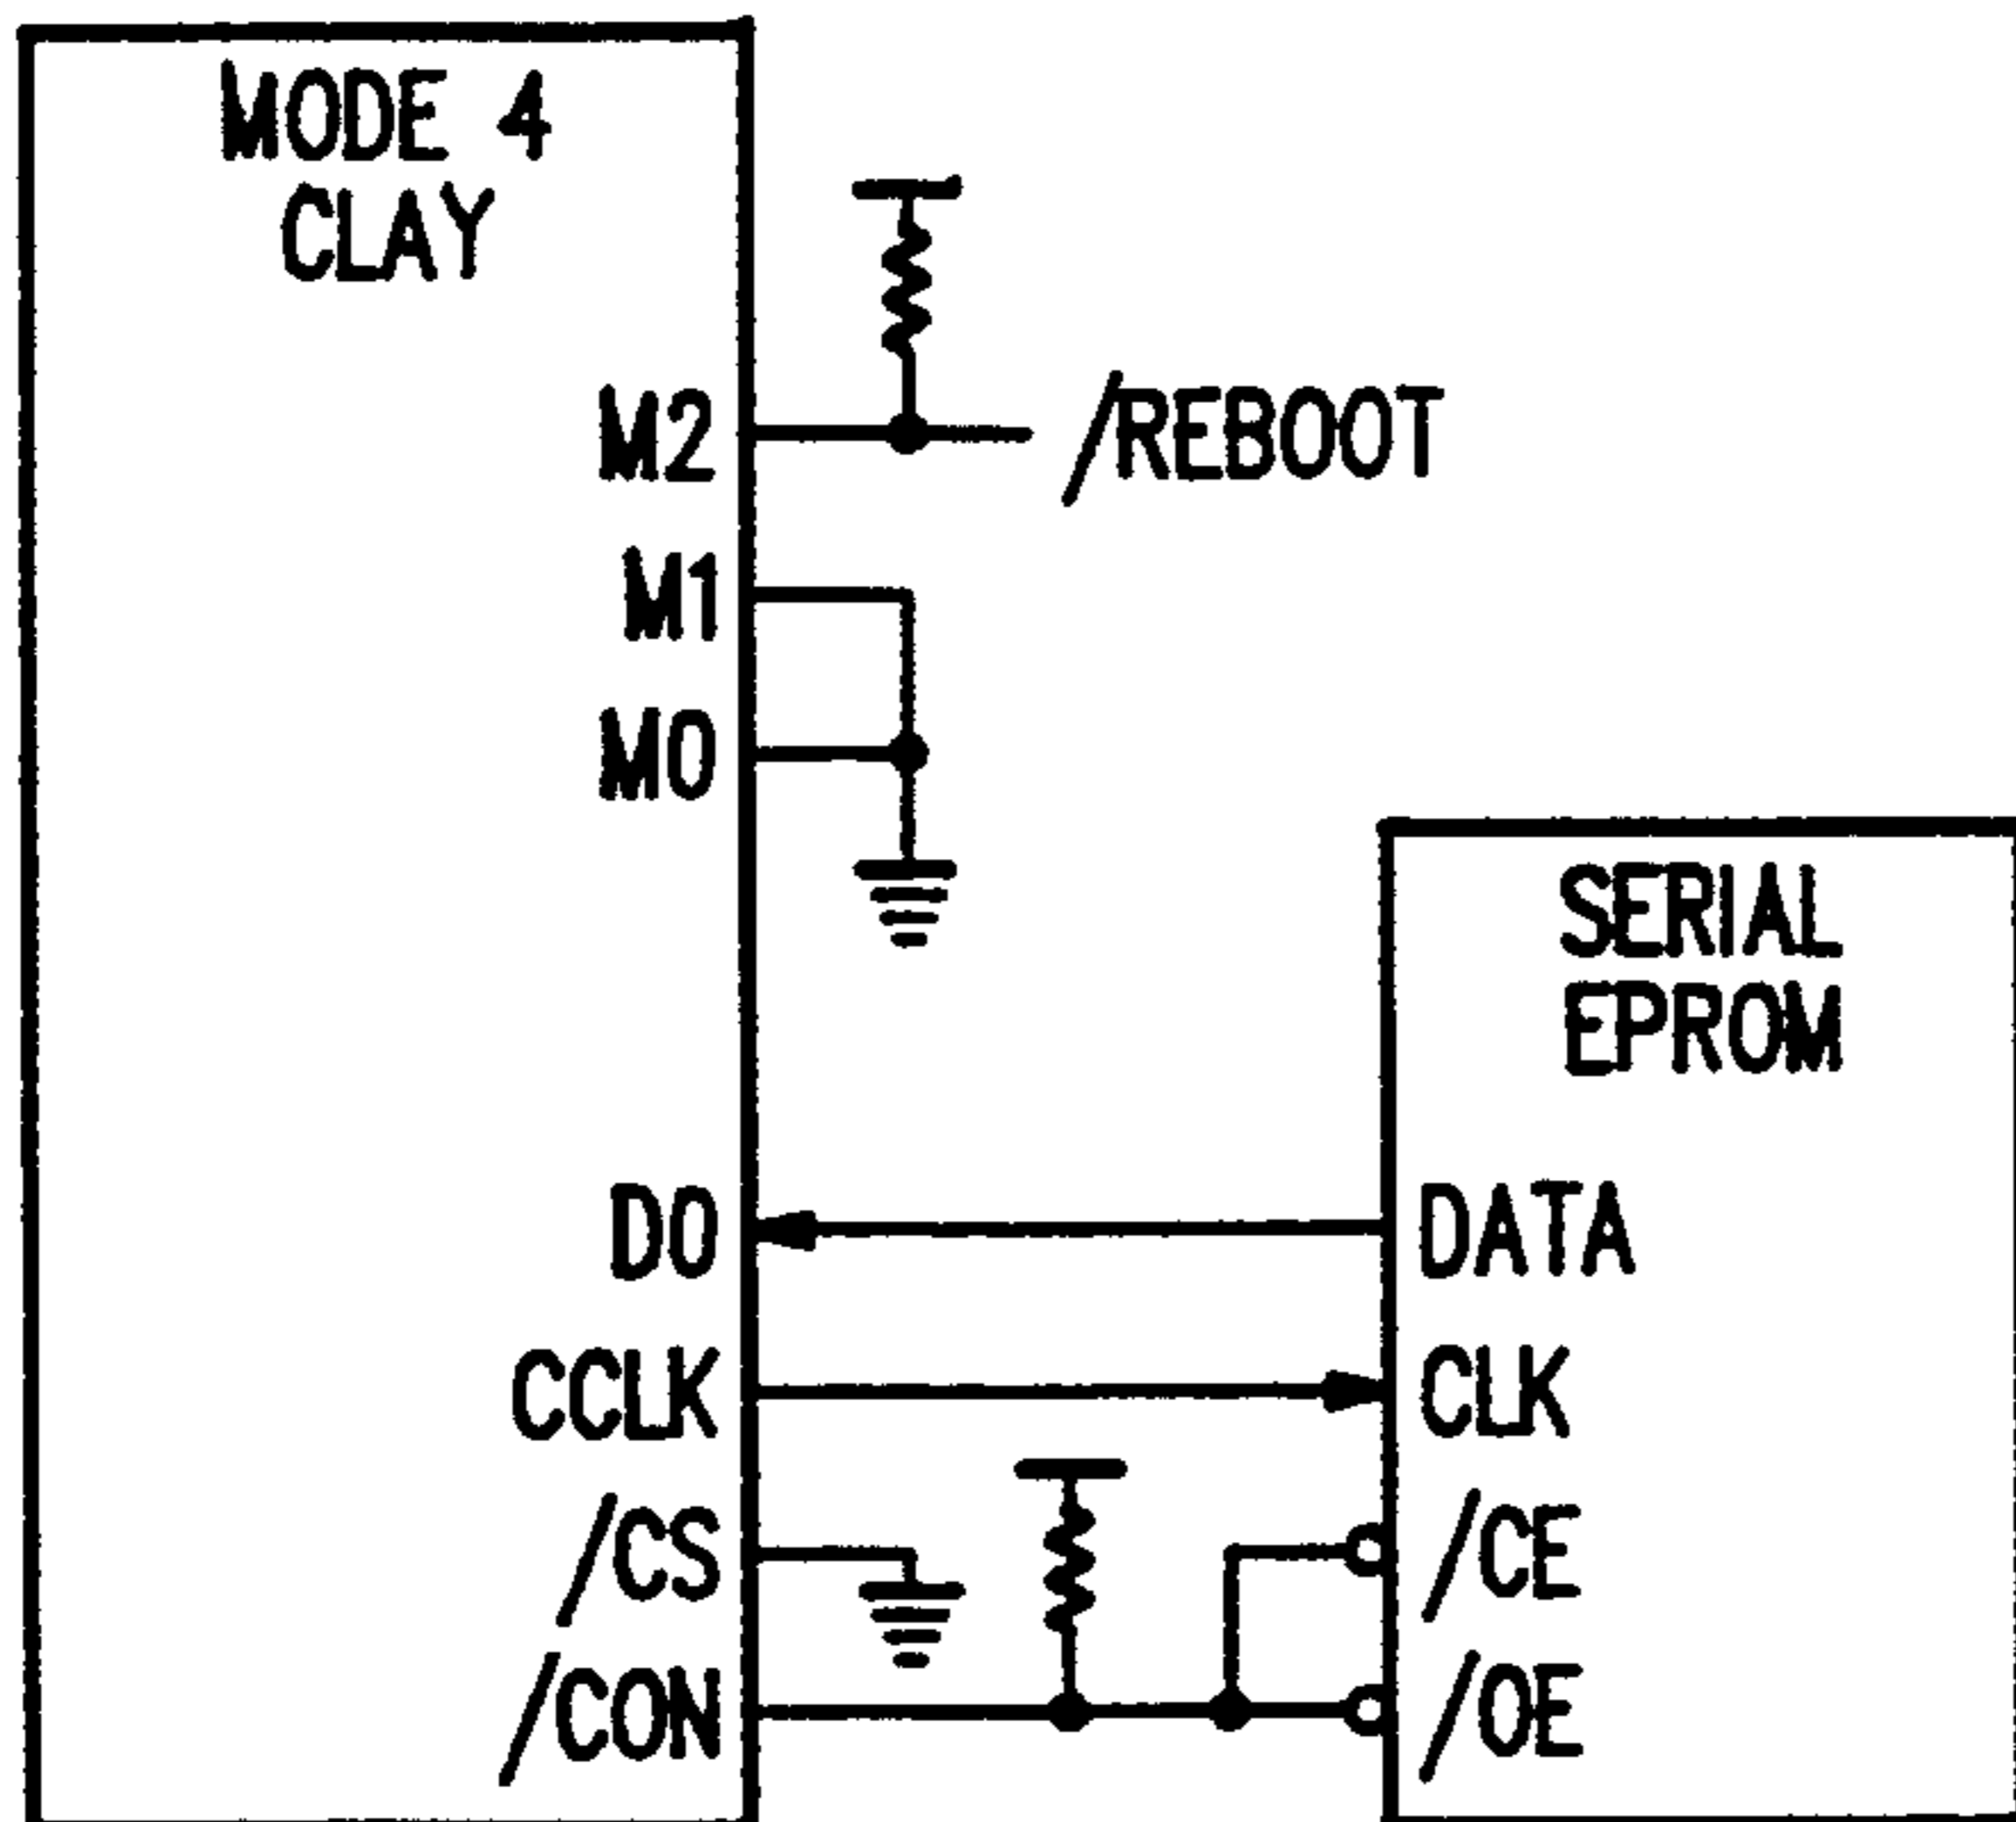 MODE 4
CLAY
M2
/REBOOT
M1
M0
SERIAL
EPROM
D0 DATA
CCLK CLK
/CS /CE
/CON /OE